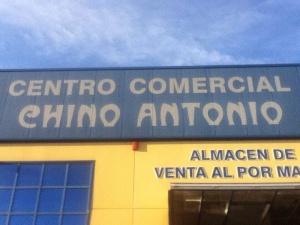 CENTRO COMERCIAL
CHINO ANTONIO
ALMACEN DE
VENTA AL POR MA